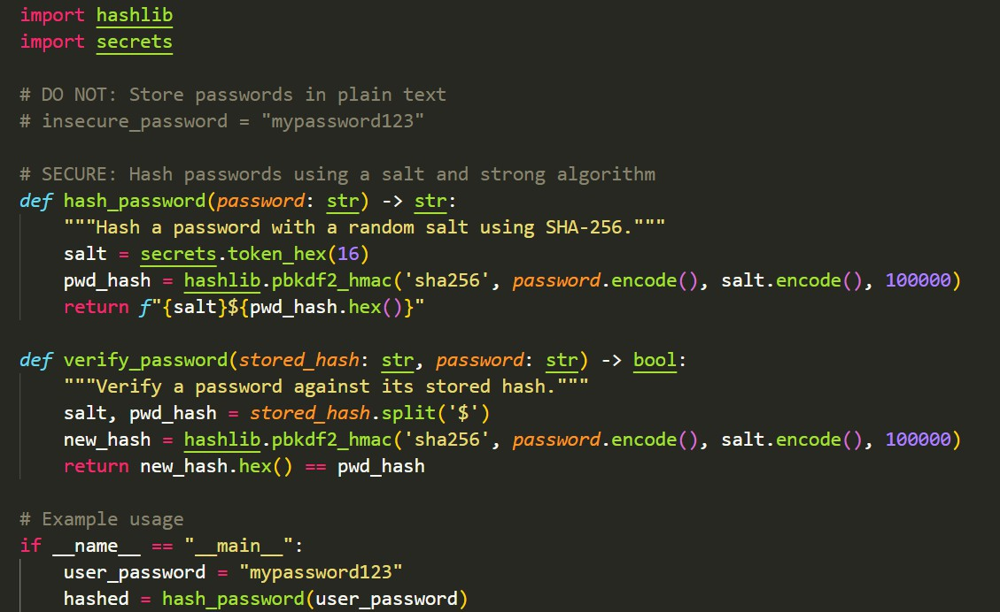 import hashlib
import secrets

# DO NOT: Store passwords in plain text
# insecure_password = "mypassword123"

# SECURE: Hash passwords using a salt and strong algorithm
def hash_password(password: str) -> str:
    """Hash a password with a random salt using SHA-256."""
    salt = secrets.token_hex(16)
    pwd_hash = hashlib.pbkdf2_hmac('sha256', password.encode(), salt.encode(), 100000)
    return f"{salt}${pwd_hash.hex()}"

def verify_password(stored_hash: str, password: str) -> bool:
    """Verify a password against its stored hash."""
    salt, pwd_hash = stored_hash.split('$')
    new_hash = hashlib.pbkdf2_hmac('sha256', password.encode(), salt.encode(), 100000)
    return new_hash.hex() == pwd_hash

# Example usage
if __name__ == "__main__":
    user_password = "mypassword123"
    hashed = hash_password(user_password)